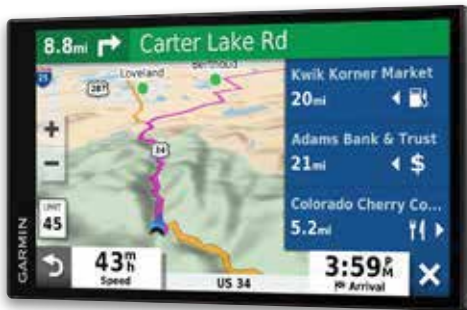 8.8mi Carter Lake Rd
Loveland
Berthoud
25
287
34
+
-
LIMIT
45
Kwik Korner Market
20mi
Adams Bank & Trust
21mi $
Colorado Cherry Co...
5.2mi
43mh
Speed
US 34
3:59PM
Arrival
X
GARMIN